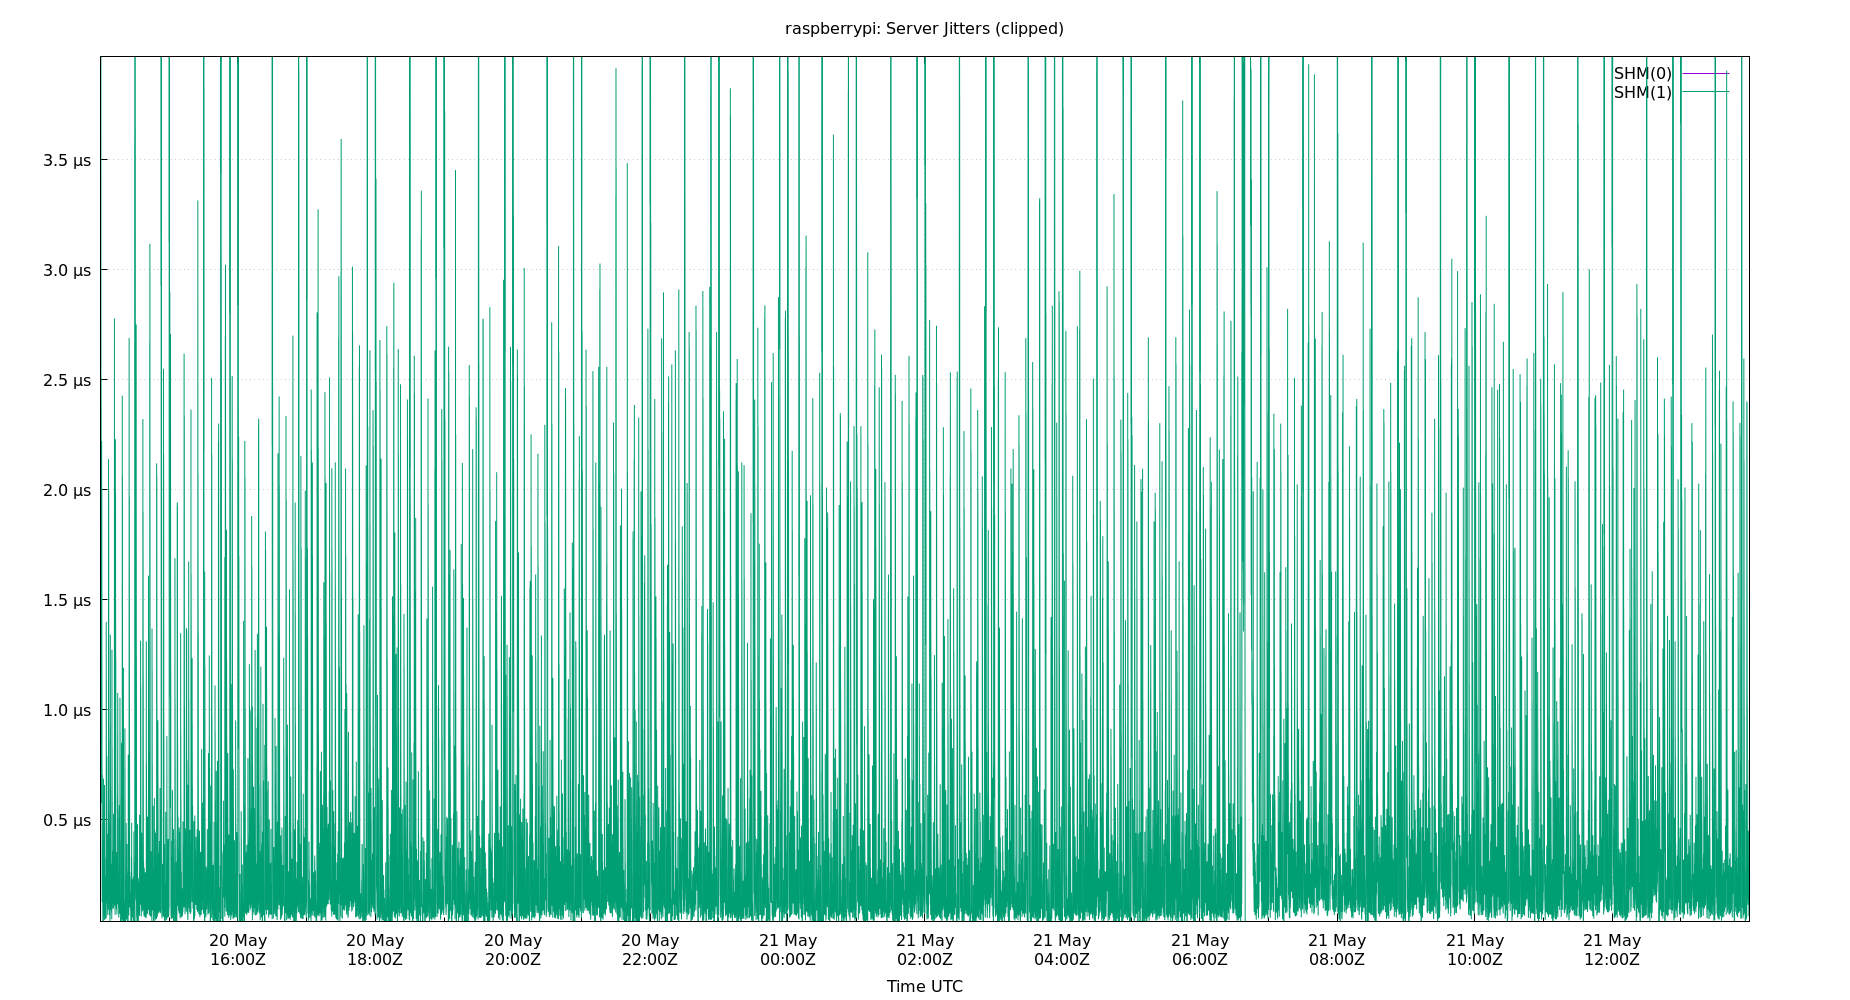 raspberrypi: Server Jitters (clipped)
SHM(0)
SHM(1)
3.5 µs
3.0 µs
2.5 µs
2.0 µs
1.5 µs
1.0 µs
0.5 µs
20 May 20 May 20 May 20 May 21 May 21 May 21 May 21 May 21 May 21 May 21 May
16:00Z 18:00Z 20:00Z 22:00Z 00:00Z 02:00Z 04:00Z 06:00Z 08:00Z 10:00Z 12:00Z
Time UTC